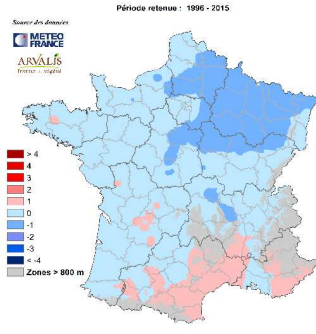 Période retenue : 1996 - 2015
Source des données
METEO
FRANCE
ARVALIS
Institut du végétal
> 4
4
3
2
1
0
-1
-2
-3
< -4
Zones > 800 m